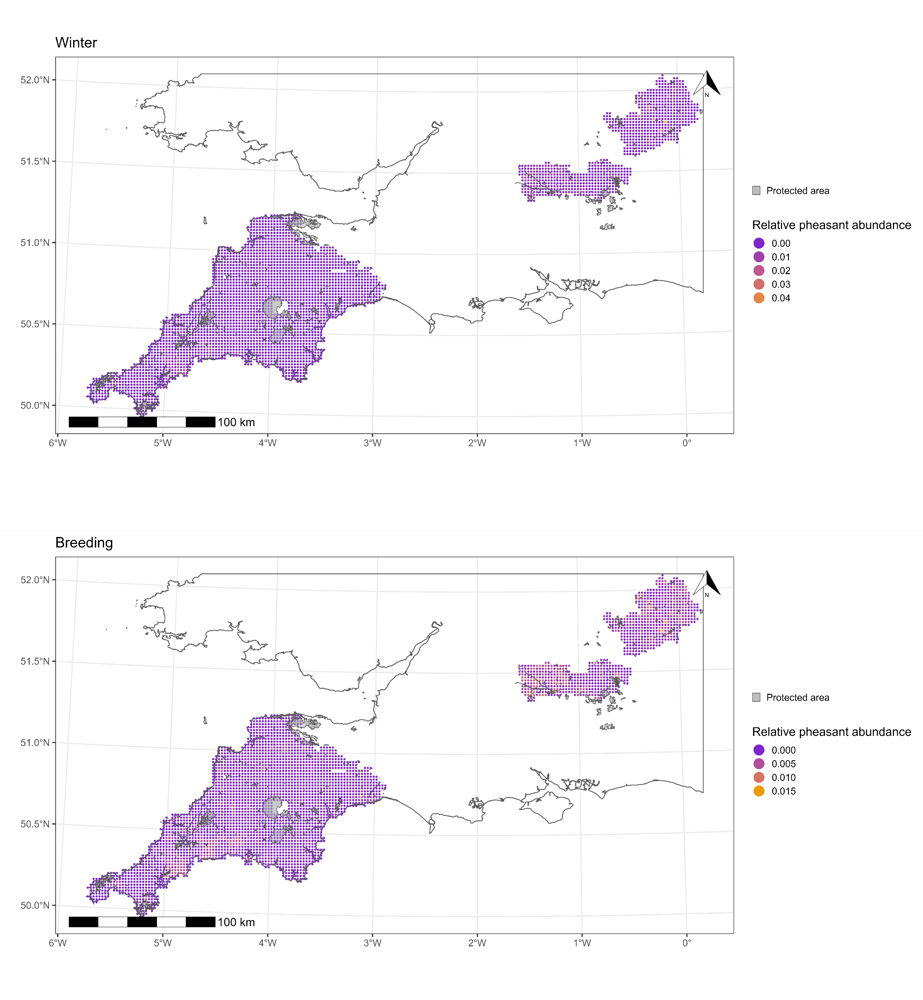 Winter
52.0°N
51.5°N
51.0°N
50.5°N
50.0°N
N
100 km
6°W 5°W 4°W 3°W 2°W 1°W 0°
Protected area
Relative pheasant abundance
0.00
0.01
0.02
0.03
0.04
Breeding
52.0°N
51.5°N
51.0°N
50.5°N
50.0°N
N
100 km
6°W 5°W 4°W 3°W 2°W 1°W 0°
Protected area
Relative pheasant abundance
0.000
0.005
0.010
0.015